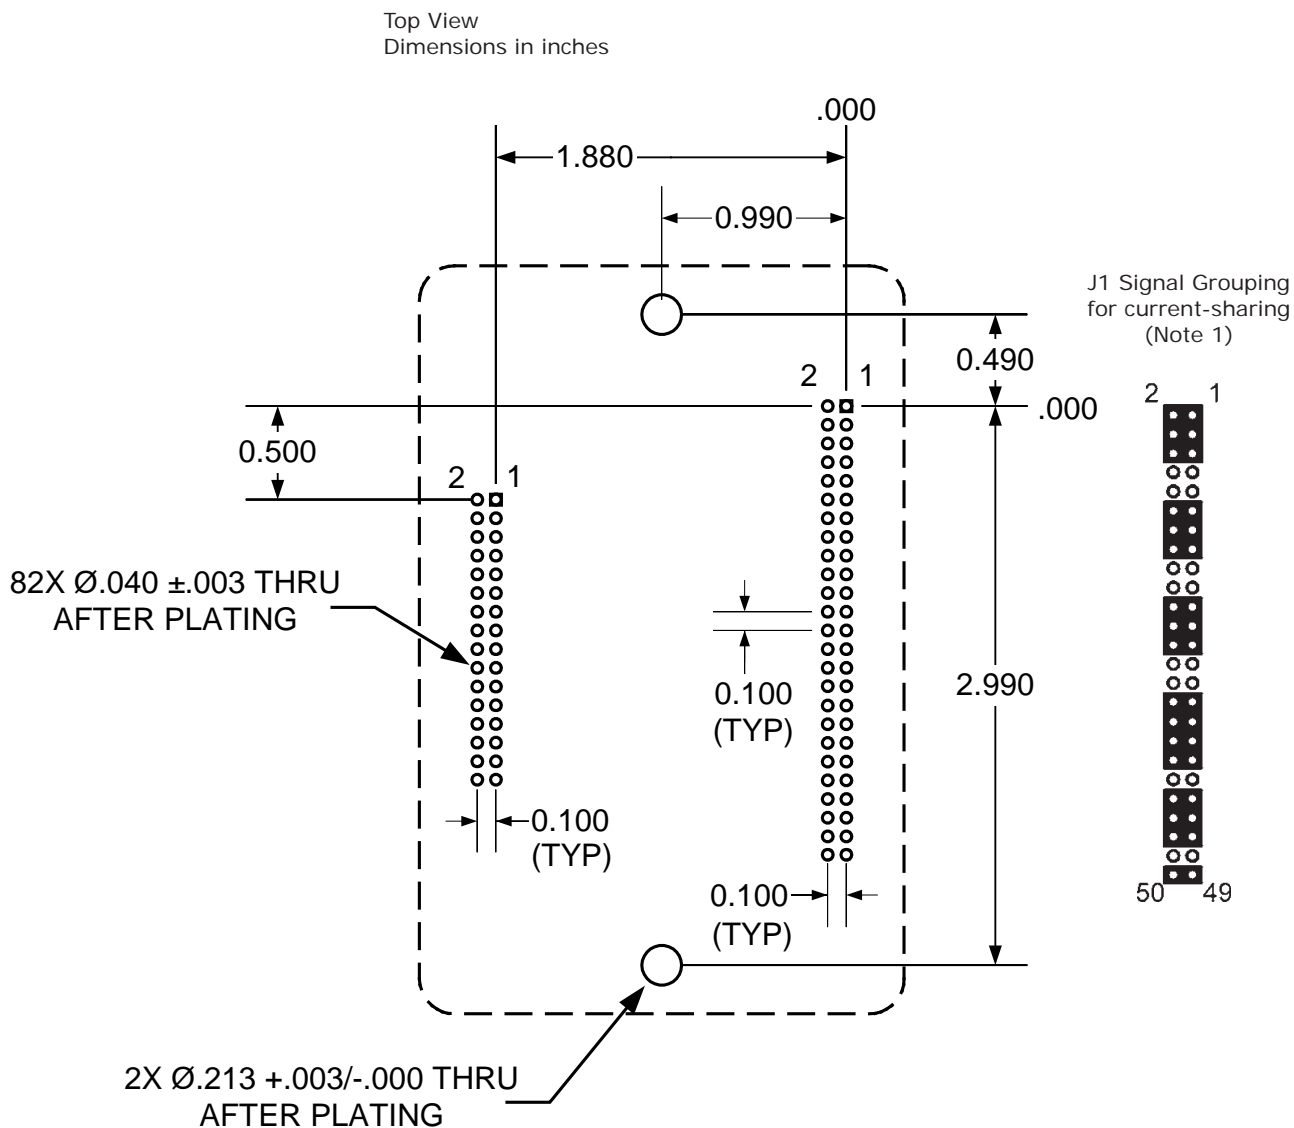 Top View
Dimensions in inches
.000
1.880
0.990
J1 Signal Grouping
for current-sharing
(Note 1)
0.490
2 1
2 1
.000
0.500
2 1
82X Ø.040 ±.003 THRU
AFTER PLATING
0.100
(TYP)
2.990
0.100
(TYP)
0.100
(TYP)
50 49
2X Ø.213 +.003/-.000 THRU
AFTER PLATING